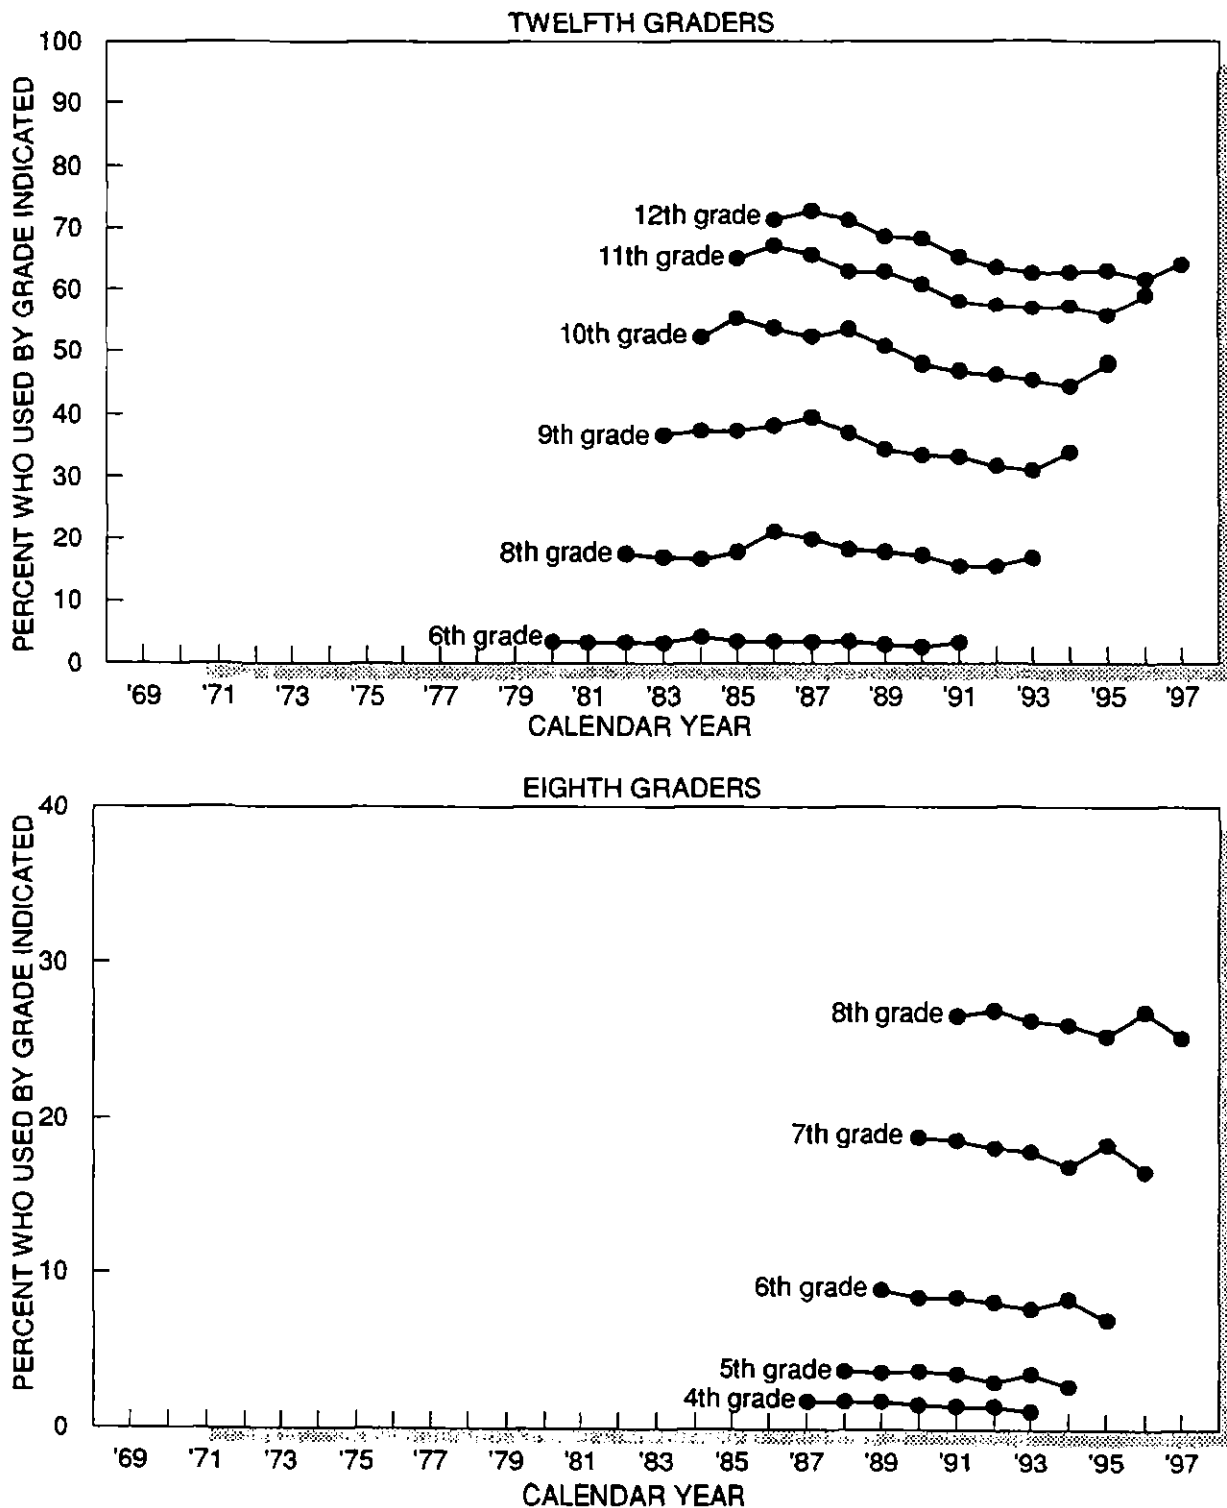 TWELFTH GRADERS
PERCENT WHO USED BY GRADE INDICATED
100
90
80
70
60
50
40
30
20
10
0
12th grade
11th grade
10th grade
9th grade
8th grade
6th grade
'69 '71 '73 '75 '77 '79 '81 '83 '85 '87 '89 '91 '93 '95 '97
CALENDAR YEAR
EIGHTH GRADERS
PERCENT WHO USED BY GRADE INDICATED
40
30
20
10
0
8th grade
7th grade
6th grade
5th grade
4th grade
'69 '71 '73 '75 '77 '79 '81 '83 '85 '87 '89 '91 '93 '95 '97
CALENDAR YEAR